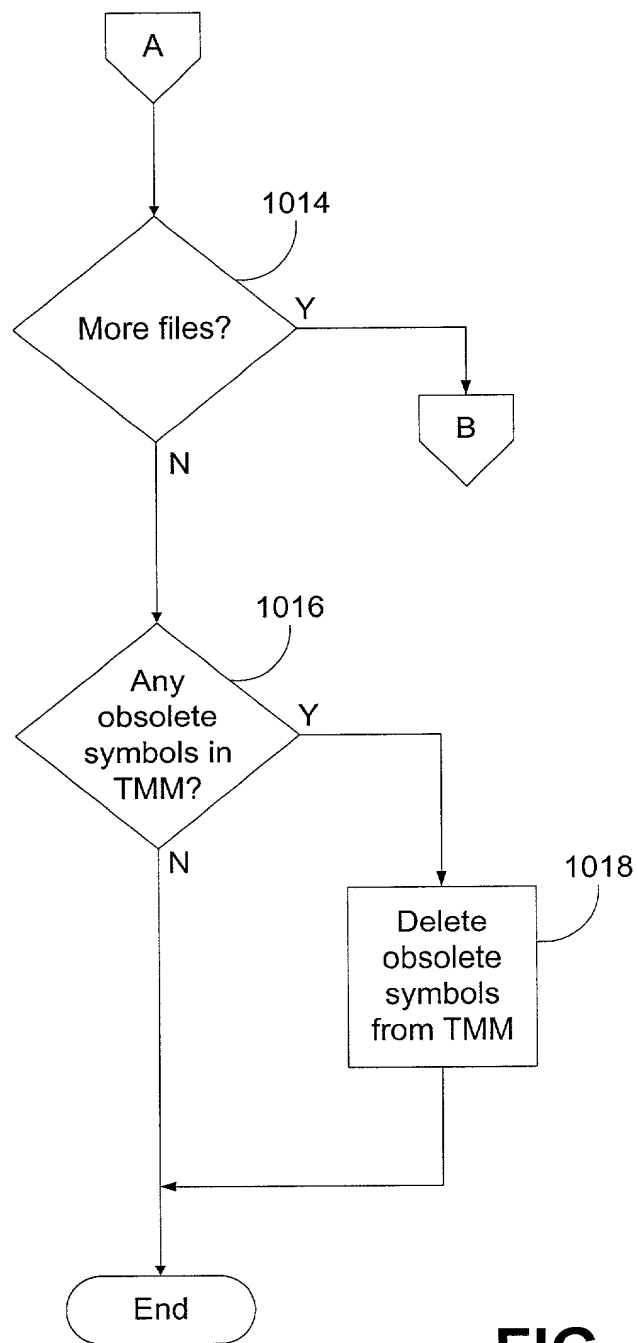 A
1014
More files?
Y
B
N
1016
Any
obsolete
symbols in
TMM?
Y
N
1018
Delete
obsolete
symbols
from TMM
End
FIG